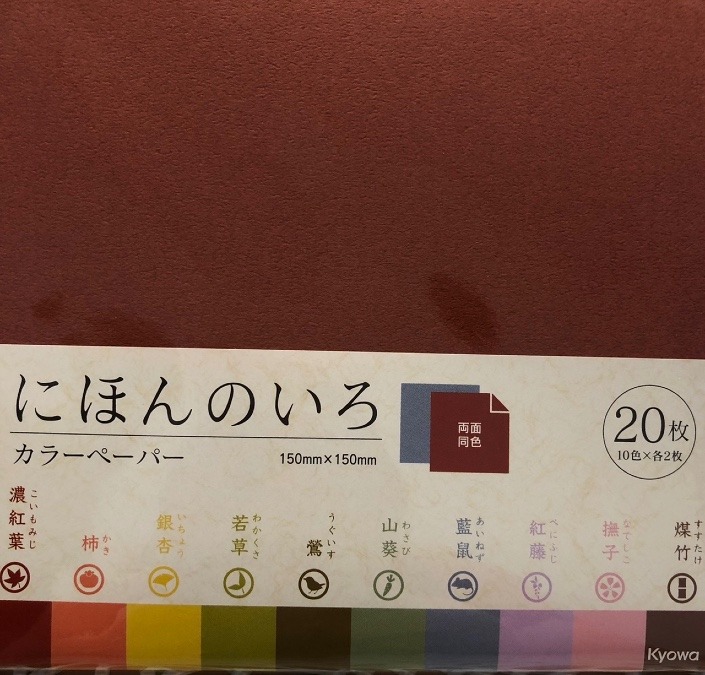 にほんのいろ
カラーペーパー
150mm×150mm
両面
同色
20枚
10色×各2枚
濃紅葉 こいもみじ
柿 かき
銀杏 いちょう
若草 わかくさ
鶯 うぐいす
山葵 わさび
藍鼠 あいねず
紅藤 べにふじ
撫子 なでしこ
煤竹 すすたけ
Kyowa